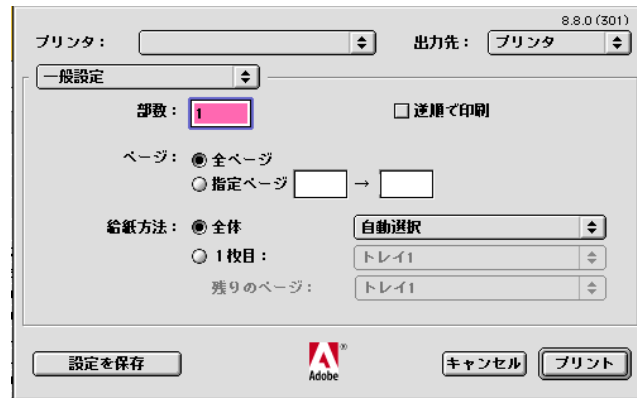 8.8.0 (301)
プリンタ： 出力先： プリンタ
一般設定
部数： 1 逆順で印刷
ページ： 全ページ
指定ページ →
給紙方法： 全体 自動選択
1枚目： トレイ1
残りのページ： トレイ1
設定を保存 Adobe® キャンセル プリント